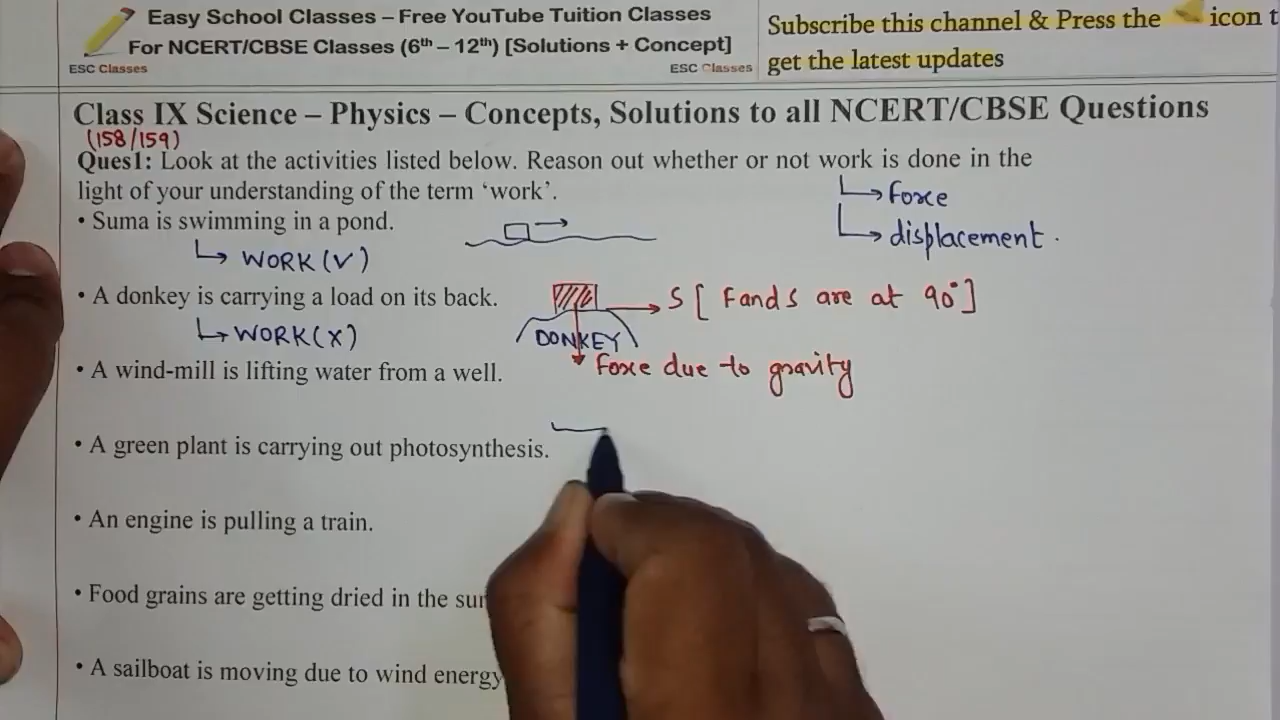 Easy School Classes – Free YouTube Tuition Classes
For NCERT/CBSE Classes (6th – 12th) [Solutions + Concept]
ESC Classes
ESC Classes
Subscribe this channel & Press the icon t
get the latest updates
Class IX Science – Physics – Concepts, Solutions to all NCERT/CBSE Questions
(158/159)
Ques1: Look at the activities listed below. Reason out whether or not work is done in the
light of your understanding of the term ‘work’.
Force
displacement.
• Suma is swimming in a pond.
WORK(✓)
• A donkey is carrying a load on its back.
S [ F and S are at 90° ]
WORK(X)
DONKEY
Force due to gravity
• A wind-mill is lifting water from a well.
• A green plant is carrying out photosynthesis.
• An engine is pulling a train.
• Food grains are getting dried in the sun
• A sailboat is moving due to wind energy